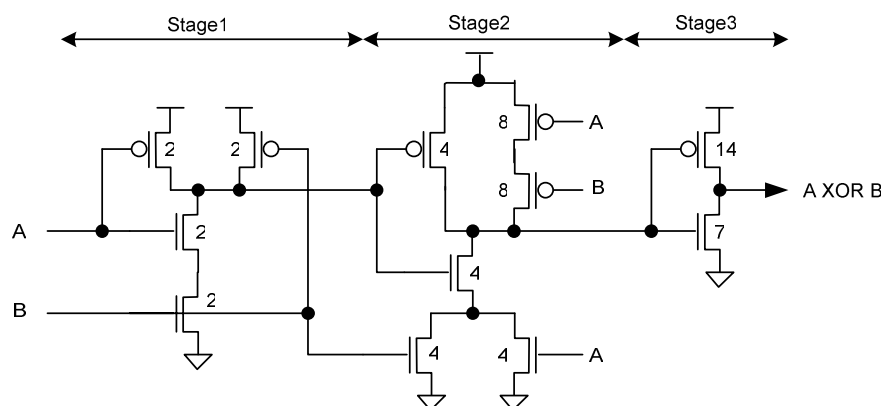 Stage1 Stage2 Stage3
8 A
2 2 4 14
8 B
A XOR B
A 2 7
4
B 2
4 4 A